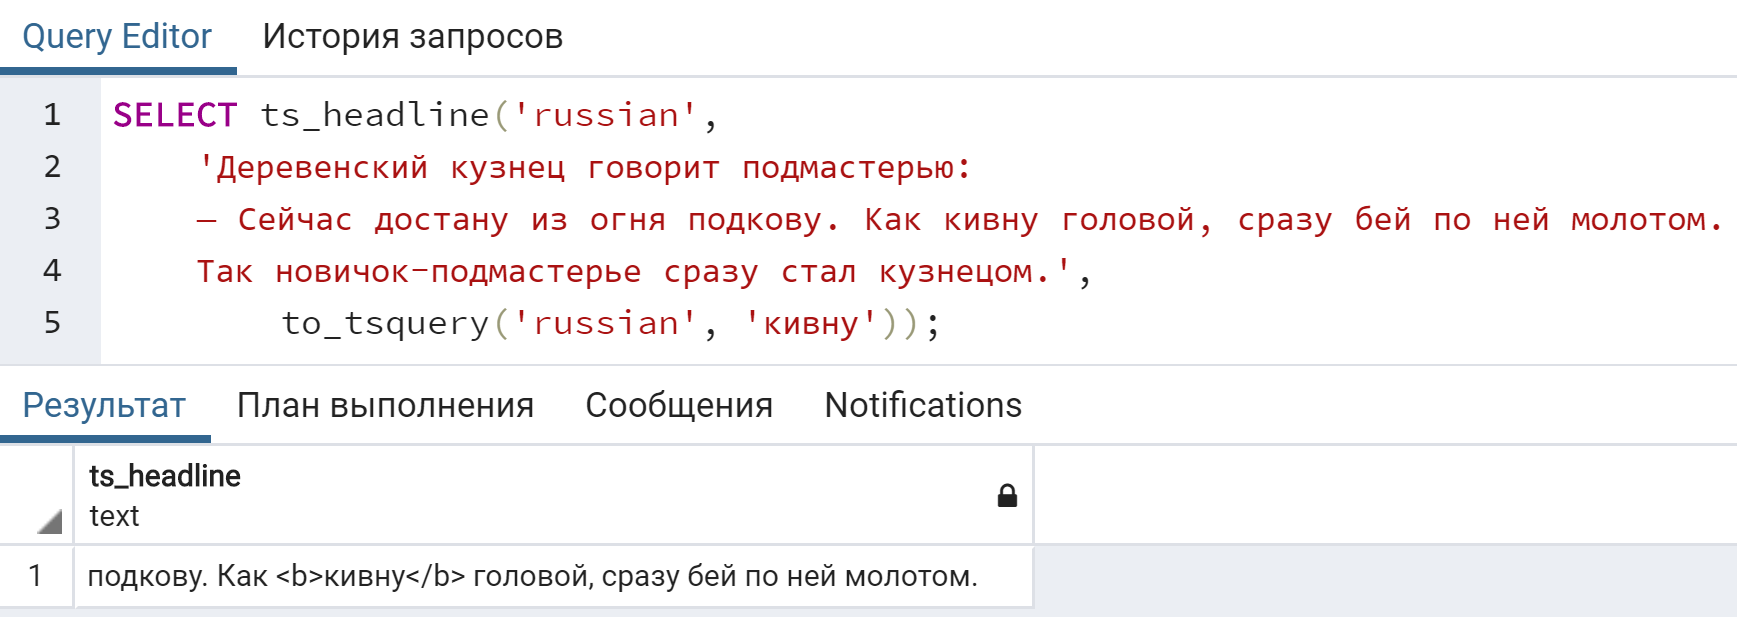 Query Editor История запросов
1 SELECT ts_headline('russian',
2 'Деревенский кузнец говорит подмастерью:
3 – Сейчас достану из огня подкову. Как кивну головой, сразу бей по ней молотом.
4 Так новичок-подмастерье сразу стал кузнецом.',
5 to_tsquery('russian', 'кивну'));
Результат План выполнения Сообщения Notifications
ts_headline
text
1 подкову. Как <b>кивну</b> головой, сразу бей по ней молотом.